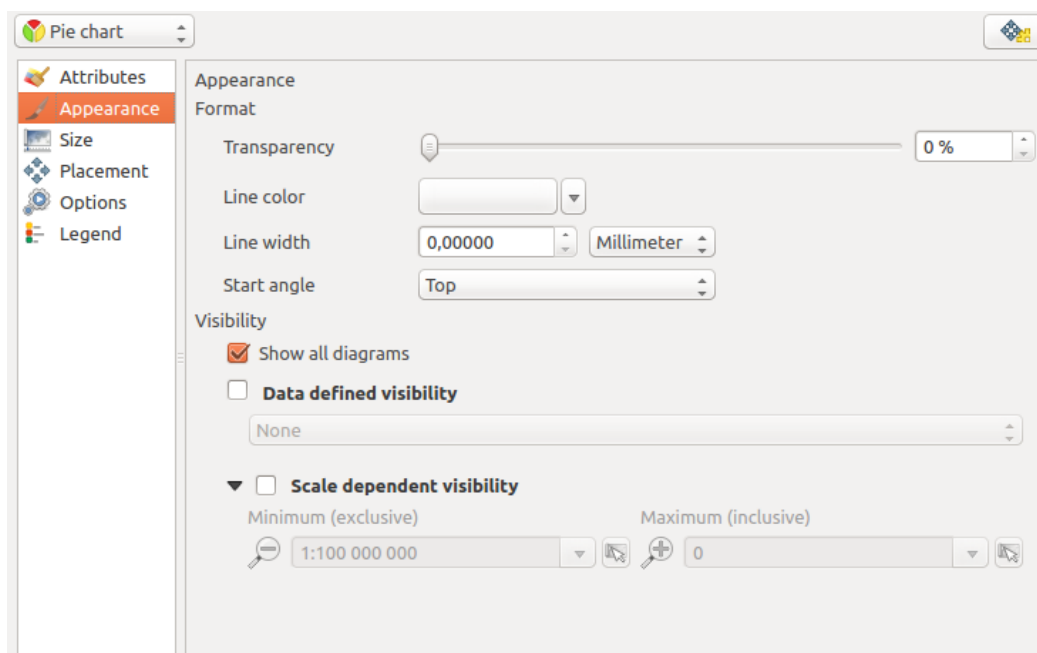 Pie chart
Attributes
Appearance
Size
Placement
Options
Legend
Appearance
Format
Transparency 0 %
Line color
Line width 0,00000 Millimeter
Start angle Top
Visibility
Show all diagrams
Data defined visibility
None
Scale dependent visibility
Minimum (exclusive) Maximum (inclusive)
1:100 000 000 0